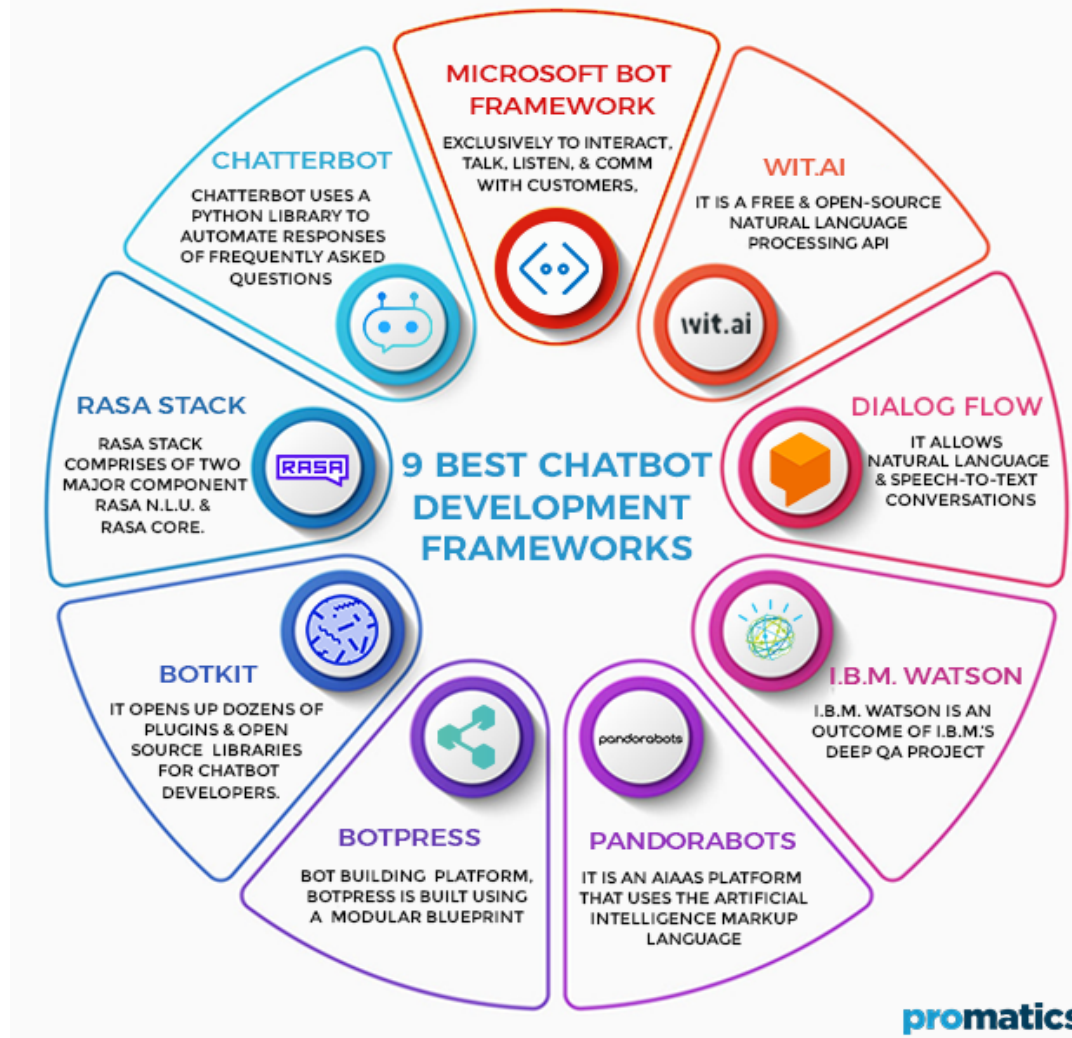 MICROSOFT BOT
FRAMEWORK
EXCLUSIVELY TO INTERACT,
TALK, LISTEN, & COMM
WITH CUSTOMERS,
WIT.AI
IT IS A FREE & OPEN-SOURCE
NATURAL LANGUAGE
PROCESSING API
wit.ai
DIALOG FLOW
IT ALLOWS
NATURAL LANGUAGE
& SPEECH-TO-TEXT
CONVERSATIONS
I.B.M. WATSON
I.B.M. WATSON IS AN
OUTCOME OF I.B.M.'S
DEEP QA PROJECT
pandorabots
PANDORABOTS
IT IS AN AIAAS PLATFORM
THAT USES THE ARTIFICIAL
INTELLIGENCE MARKUP
LANGUAGE
BOTPRESS
BOT BUILDING PLATFORM,
BOTPRESS IS BUILT USING
A MODULAR BLUEPRINT
BOTKIT
IT OPENS UP DOZENS OF
PLUGINS & OPEN
SOURCE LIBRARIES
FOR CHATBOT
DEVELOPERS.
RASA STACK
RASA STACK
COMPRISES OF TWO
MAJOR COMPONENT
RASA N.L.U. &
RASA CORE.
RASA
CHATTERBOT
CHATTERBOT USES A
PYTHON LIBRARY TO
AUTOMATE RESPONSES
OF FREQUENTLY ASKED
QUESTIONS
9 BEST CHATBOT
DEVELOPMENT
FRAMEWORKS
promatics